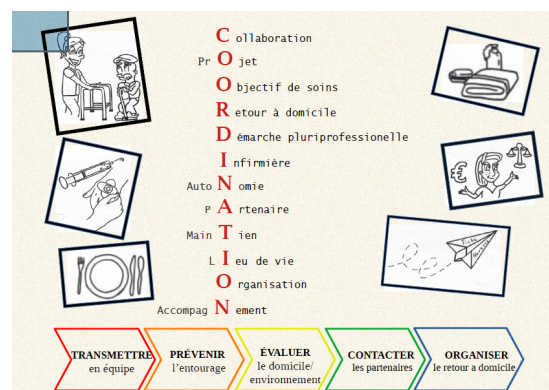 Collaboration
Projet
Objectif de soins
Retour à domicile
Démarche pluriprofessionelle
Infirmière
AutoNomie
PArtenaire
MainTien
LIeu de vie
Organisation
AccompagNement
TRANSMETTRE
en équipe
PRÉVENIR
l'entourage
ÉVALUER
le domicile/
environnement
CONTACTER
les partenaires
ORGANISER
le retour a domicile